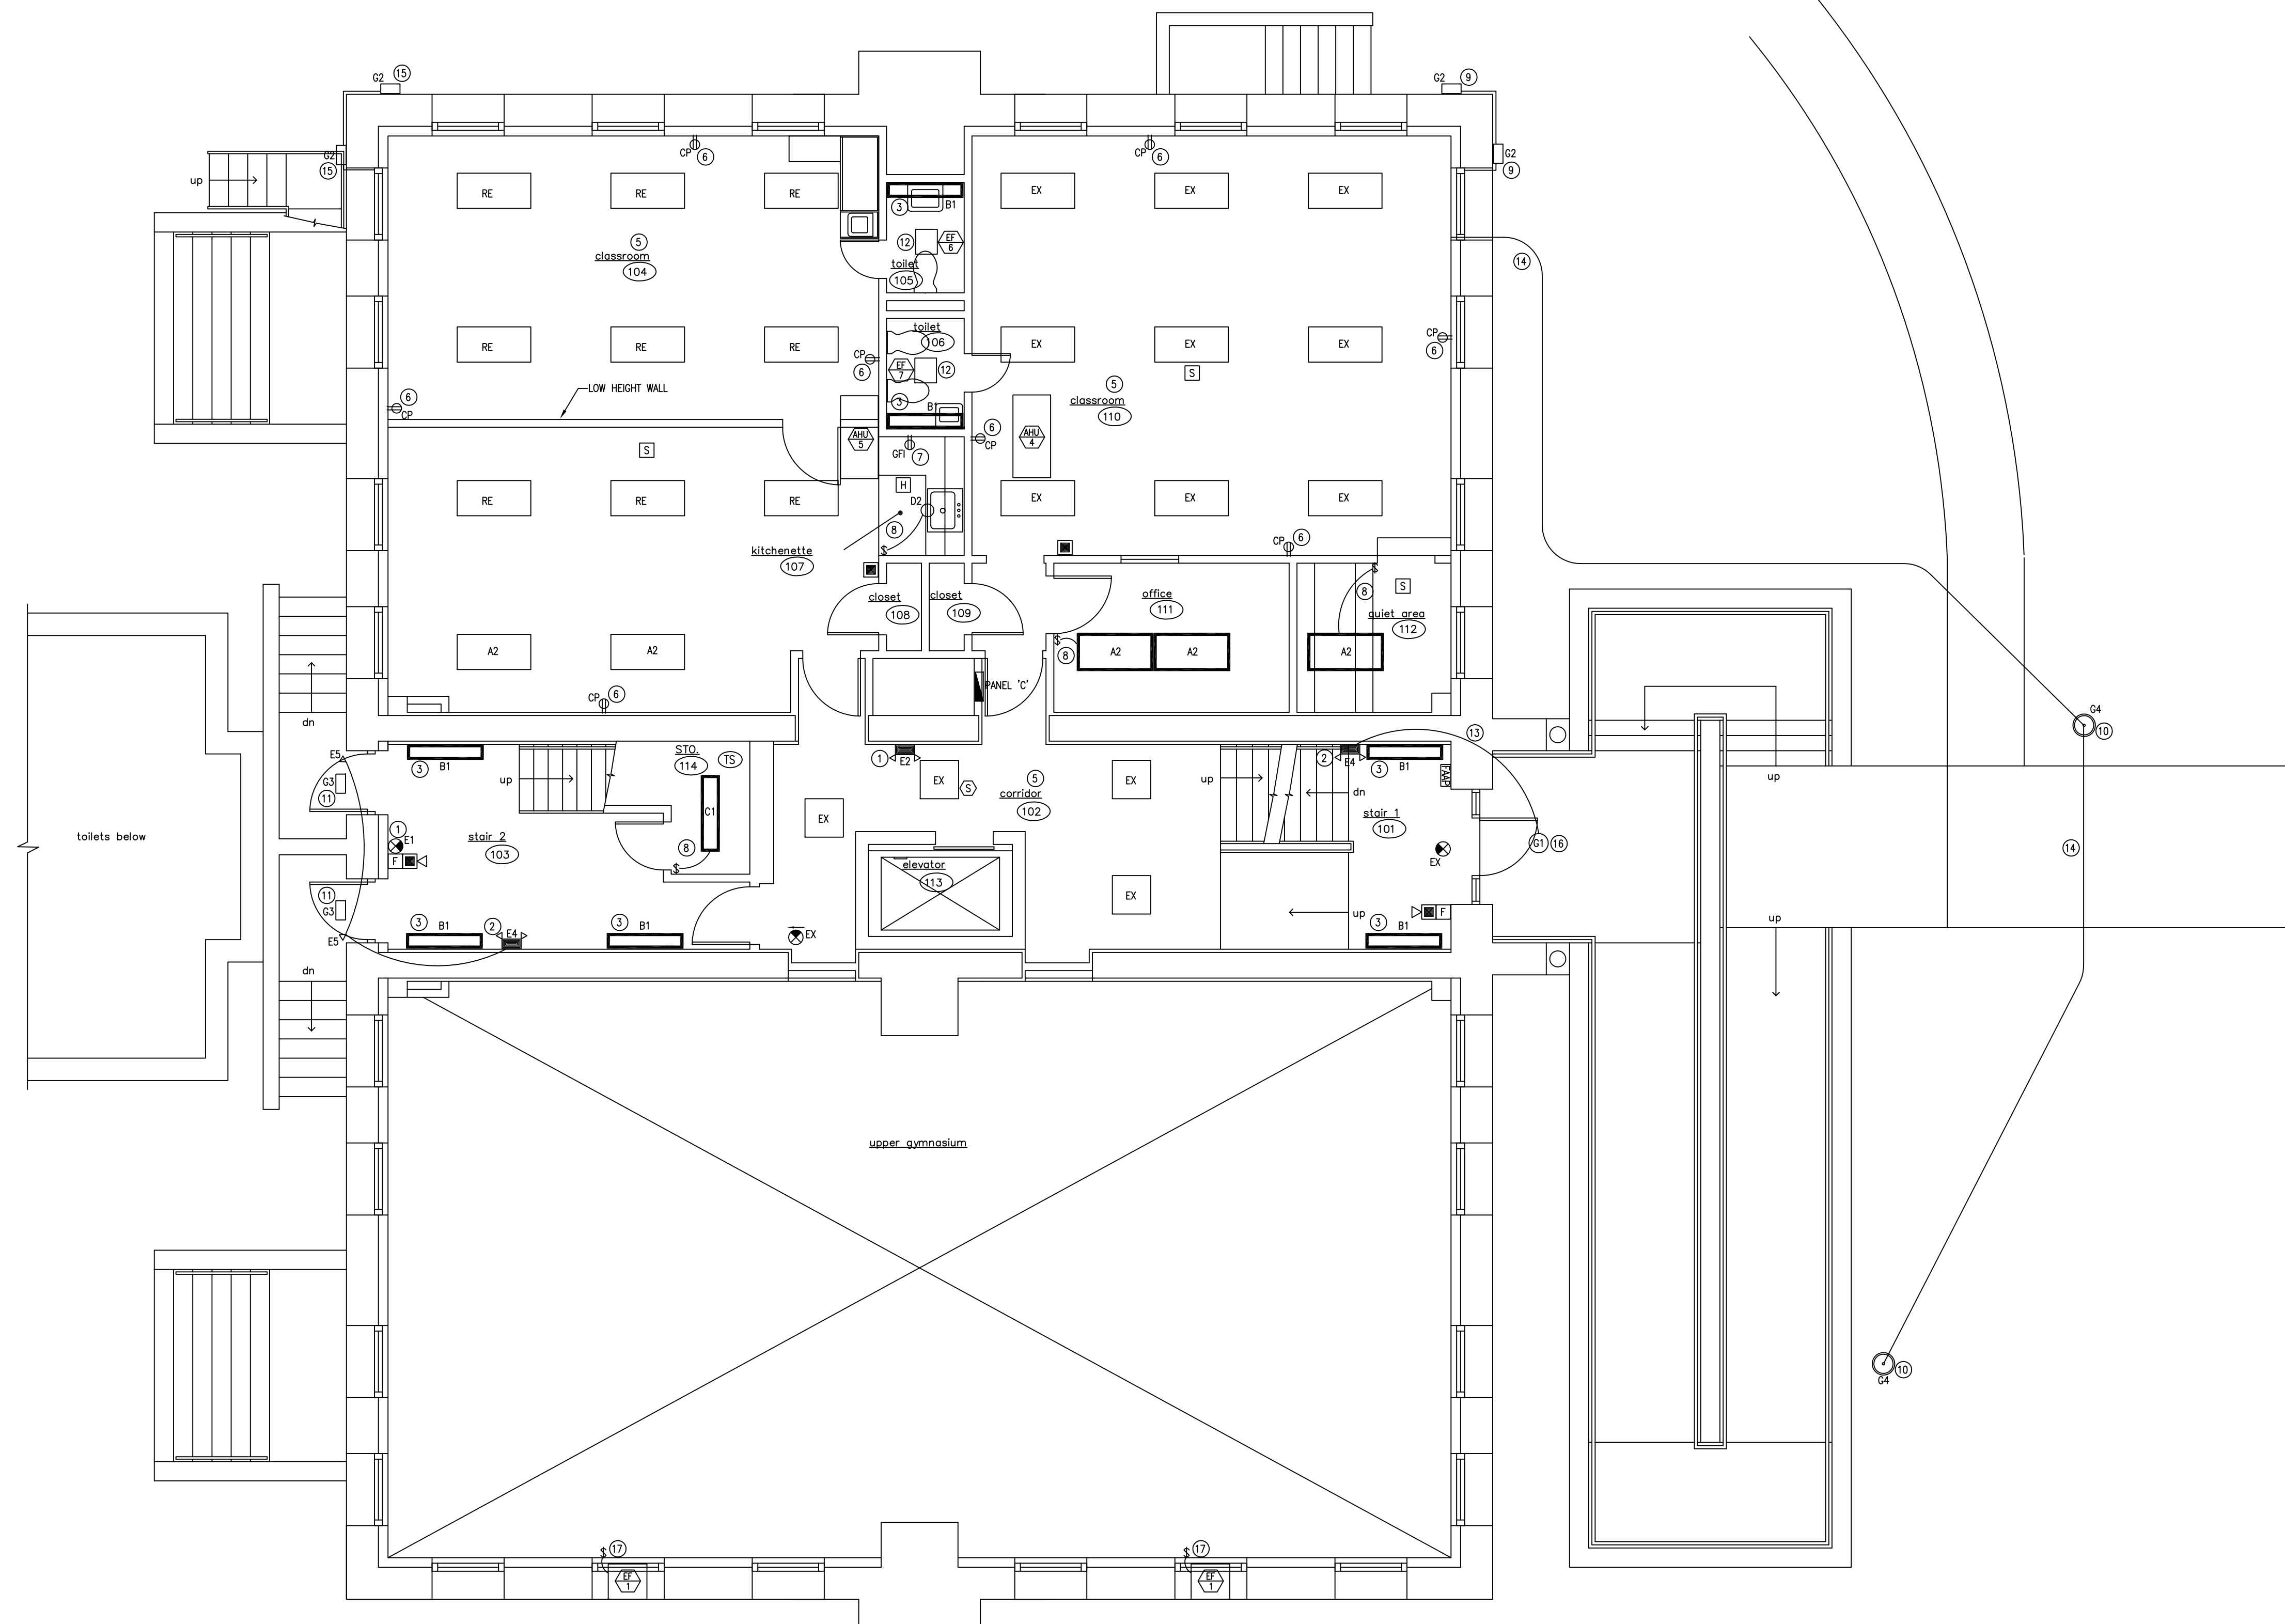 G2 15
G2 9
G2
15
G2
9
up
CP 6
CP 6
RE
RE
RE
EX
EX
EX
3
B1
5
classroom
104
12
EF
6
toilet
105
14
toilet
106
RE
RE
RE
EX
EX
EX
CP
6
CP
6
EF
7
12
S
5
classroom
110
LOW HEIGHT WALL
6
CP
3
B1
AHU
5
AHU
4
6
CP
S
GFI 7
RE
RE
RE
H
D2
EX
EX
EX
8
kitchenette
107
$
CP 6
closet
108
closet
109
office
111
$
8
S
quiet area
112
A2
A2
$
8
A2
A2
A2
CP 6
PANEL 'C'
dn
G4
10
E5
G3
11
3
B1
up
STO.
114
TS
1
E2
EX
S
5
corridor
102
EX
up
2
E4
3
B1
FAAP
13
up
dn
C1
EX
stair 1
101
toilets below
stair 2
103
1
E1
F
8
$
elevator
113
EX
G1 16
14
11
G3
E5
3
B1
2
E4
3
B1
EX
EX
up
F
3
B1
up
dn
upper gymnasium
10
G4
$ 17
EF
1
$ 17
EF
1